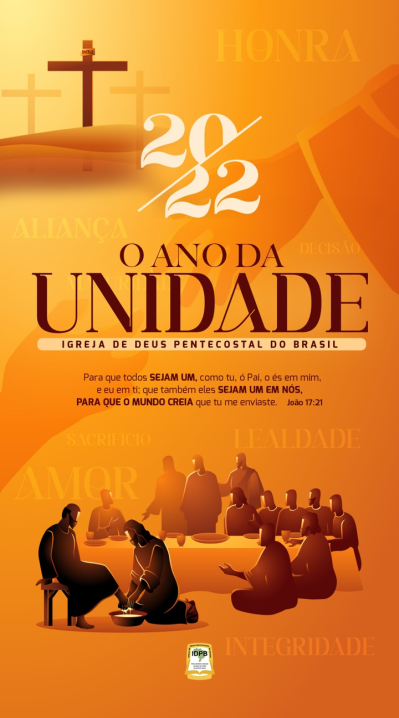 HONRA
20/22
ALIANÇA
DECISÃO
O ANO DA
UNIDADE
IGREJA DE DEUS PENTECOSTAL DO BRASIL
Para que todos SEJAM UM, como tu, ó Pai, o és em mim,
e eu em ti; que também eles SEJAM UM EM NÓS,
PARA QUE O MUNDO CREIA que tu me enviaste. João 17:21
SACRIFICIO
LEALDADE
AMOR
INTEGRIDADE
IDPB